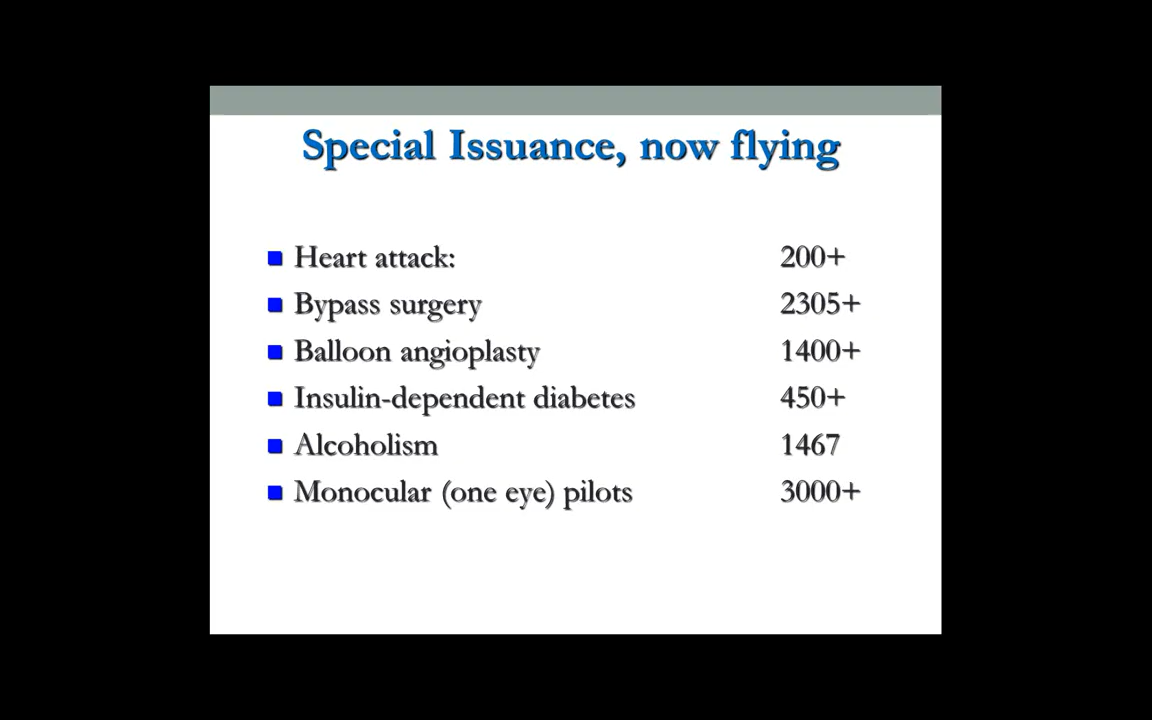 Special Issuance, now flying
Heart attack: 200+
Bypass surgery 2305+
Balloon angioplasty 1400+
Insulin-dependent diabetes 450+
Alcoholism 1467
Monocular (one eye) pilots 3000+